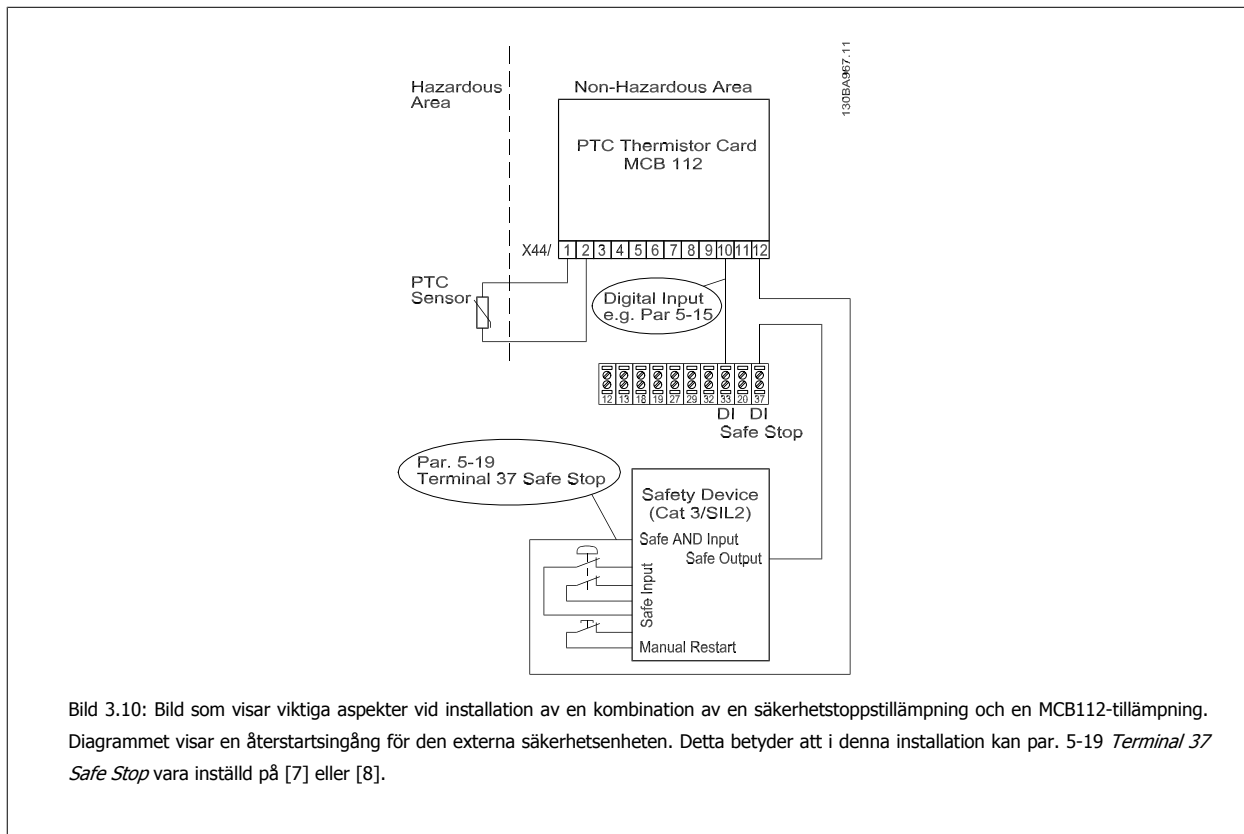 130BA967.11
Hazardous
Area
Non-Hazardous Area
PTC Thermistor Card
MCB 112
X44/ 1 2 3 4 5 6 7 8 9 10 11 12
PTC
Sensor
Digital Input
e.g. Par 5-15
12 13 18 19 27 29 32 33 20 37
DI DI
Safe Stop
Par. 5-19
Terminal 37 Safe Stop
Safety Device
(Cat 3/SIL2)
Safe AND Input
Safe Output
Safe Input
Manual Restart
Bild 3.10: Bild som visar viktiga aspekter vid installation av en kombination av en säkerhetstoppstillämpning och en MCB112-tillämpning.
Diagrammet visar en återstartsingång för den externa säkerhetsenheten. Detta betyder att i denna installation kan par. 5-19 Terminal 37
Safe Stop vara inställd på [7] eller [8].